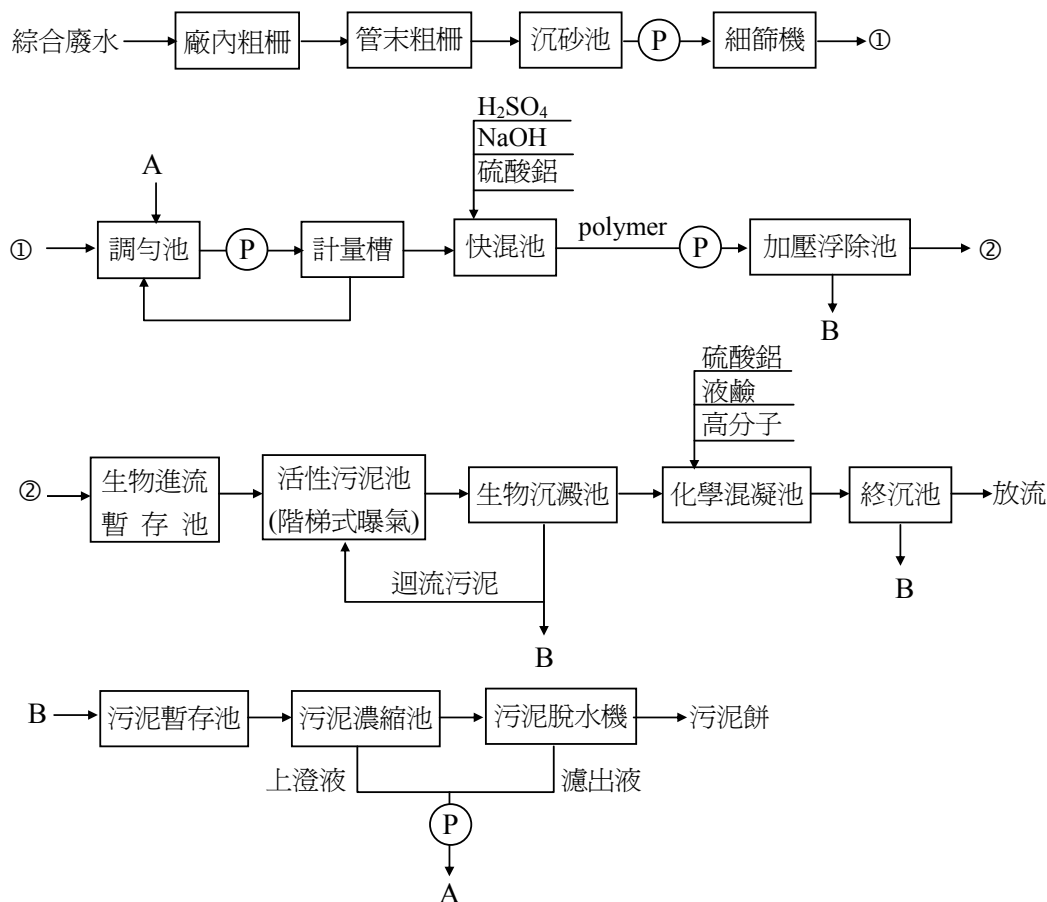 綜合廢水 廠內粗柵 管末粗柵 沉砂池 P 細篩機 ①
H₂SO₄
NaOH
硫酸鋁
A
① 調勻池 P 計量槽 快混池 polymer P 加壓浮除池 ②
B
硫酸鋁
液鹼
高分子
② 生物進流 活性污泥池 生物沉澱池 化學混凝池 終沉池 放流
暫存池 (階梯式曝氣)
迴流污泥
B
B
B 污泥暫存池 污泥濃縮池 污泥脫水機 污泥餅
上澄液 濾出液
P
A